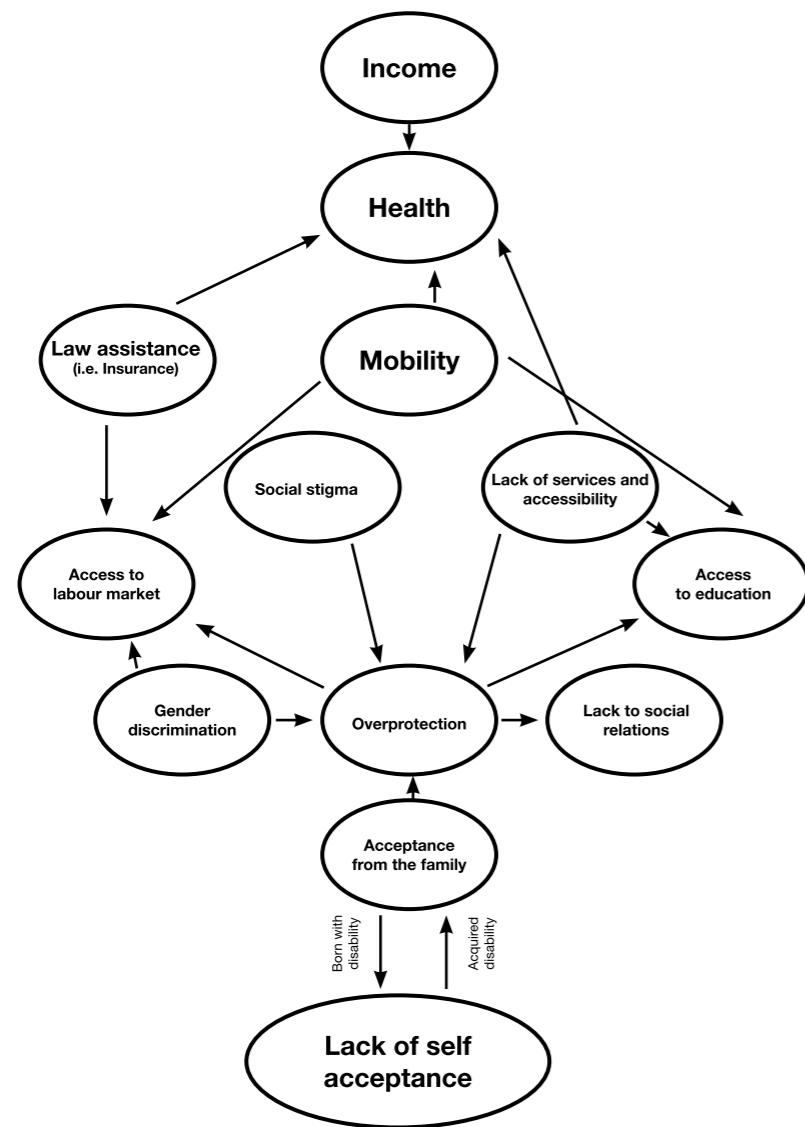 Income
Health
Law assistance
(i.e. Insurance)
Mobility
Social stigma
Lack of services and
accessibility
Access to
labour market
Access
to education
Gender
discrimination
Overprotection
Lack to social
relations
Acceptance
from the family
Born with
disability
Acquired
disability
Lack of self
acceptance